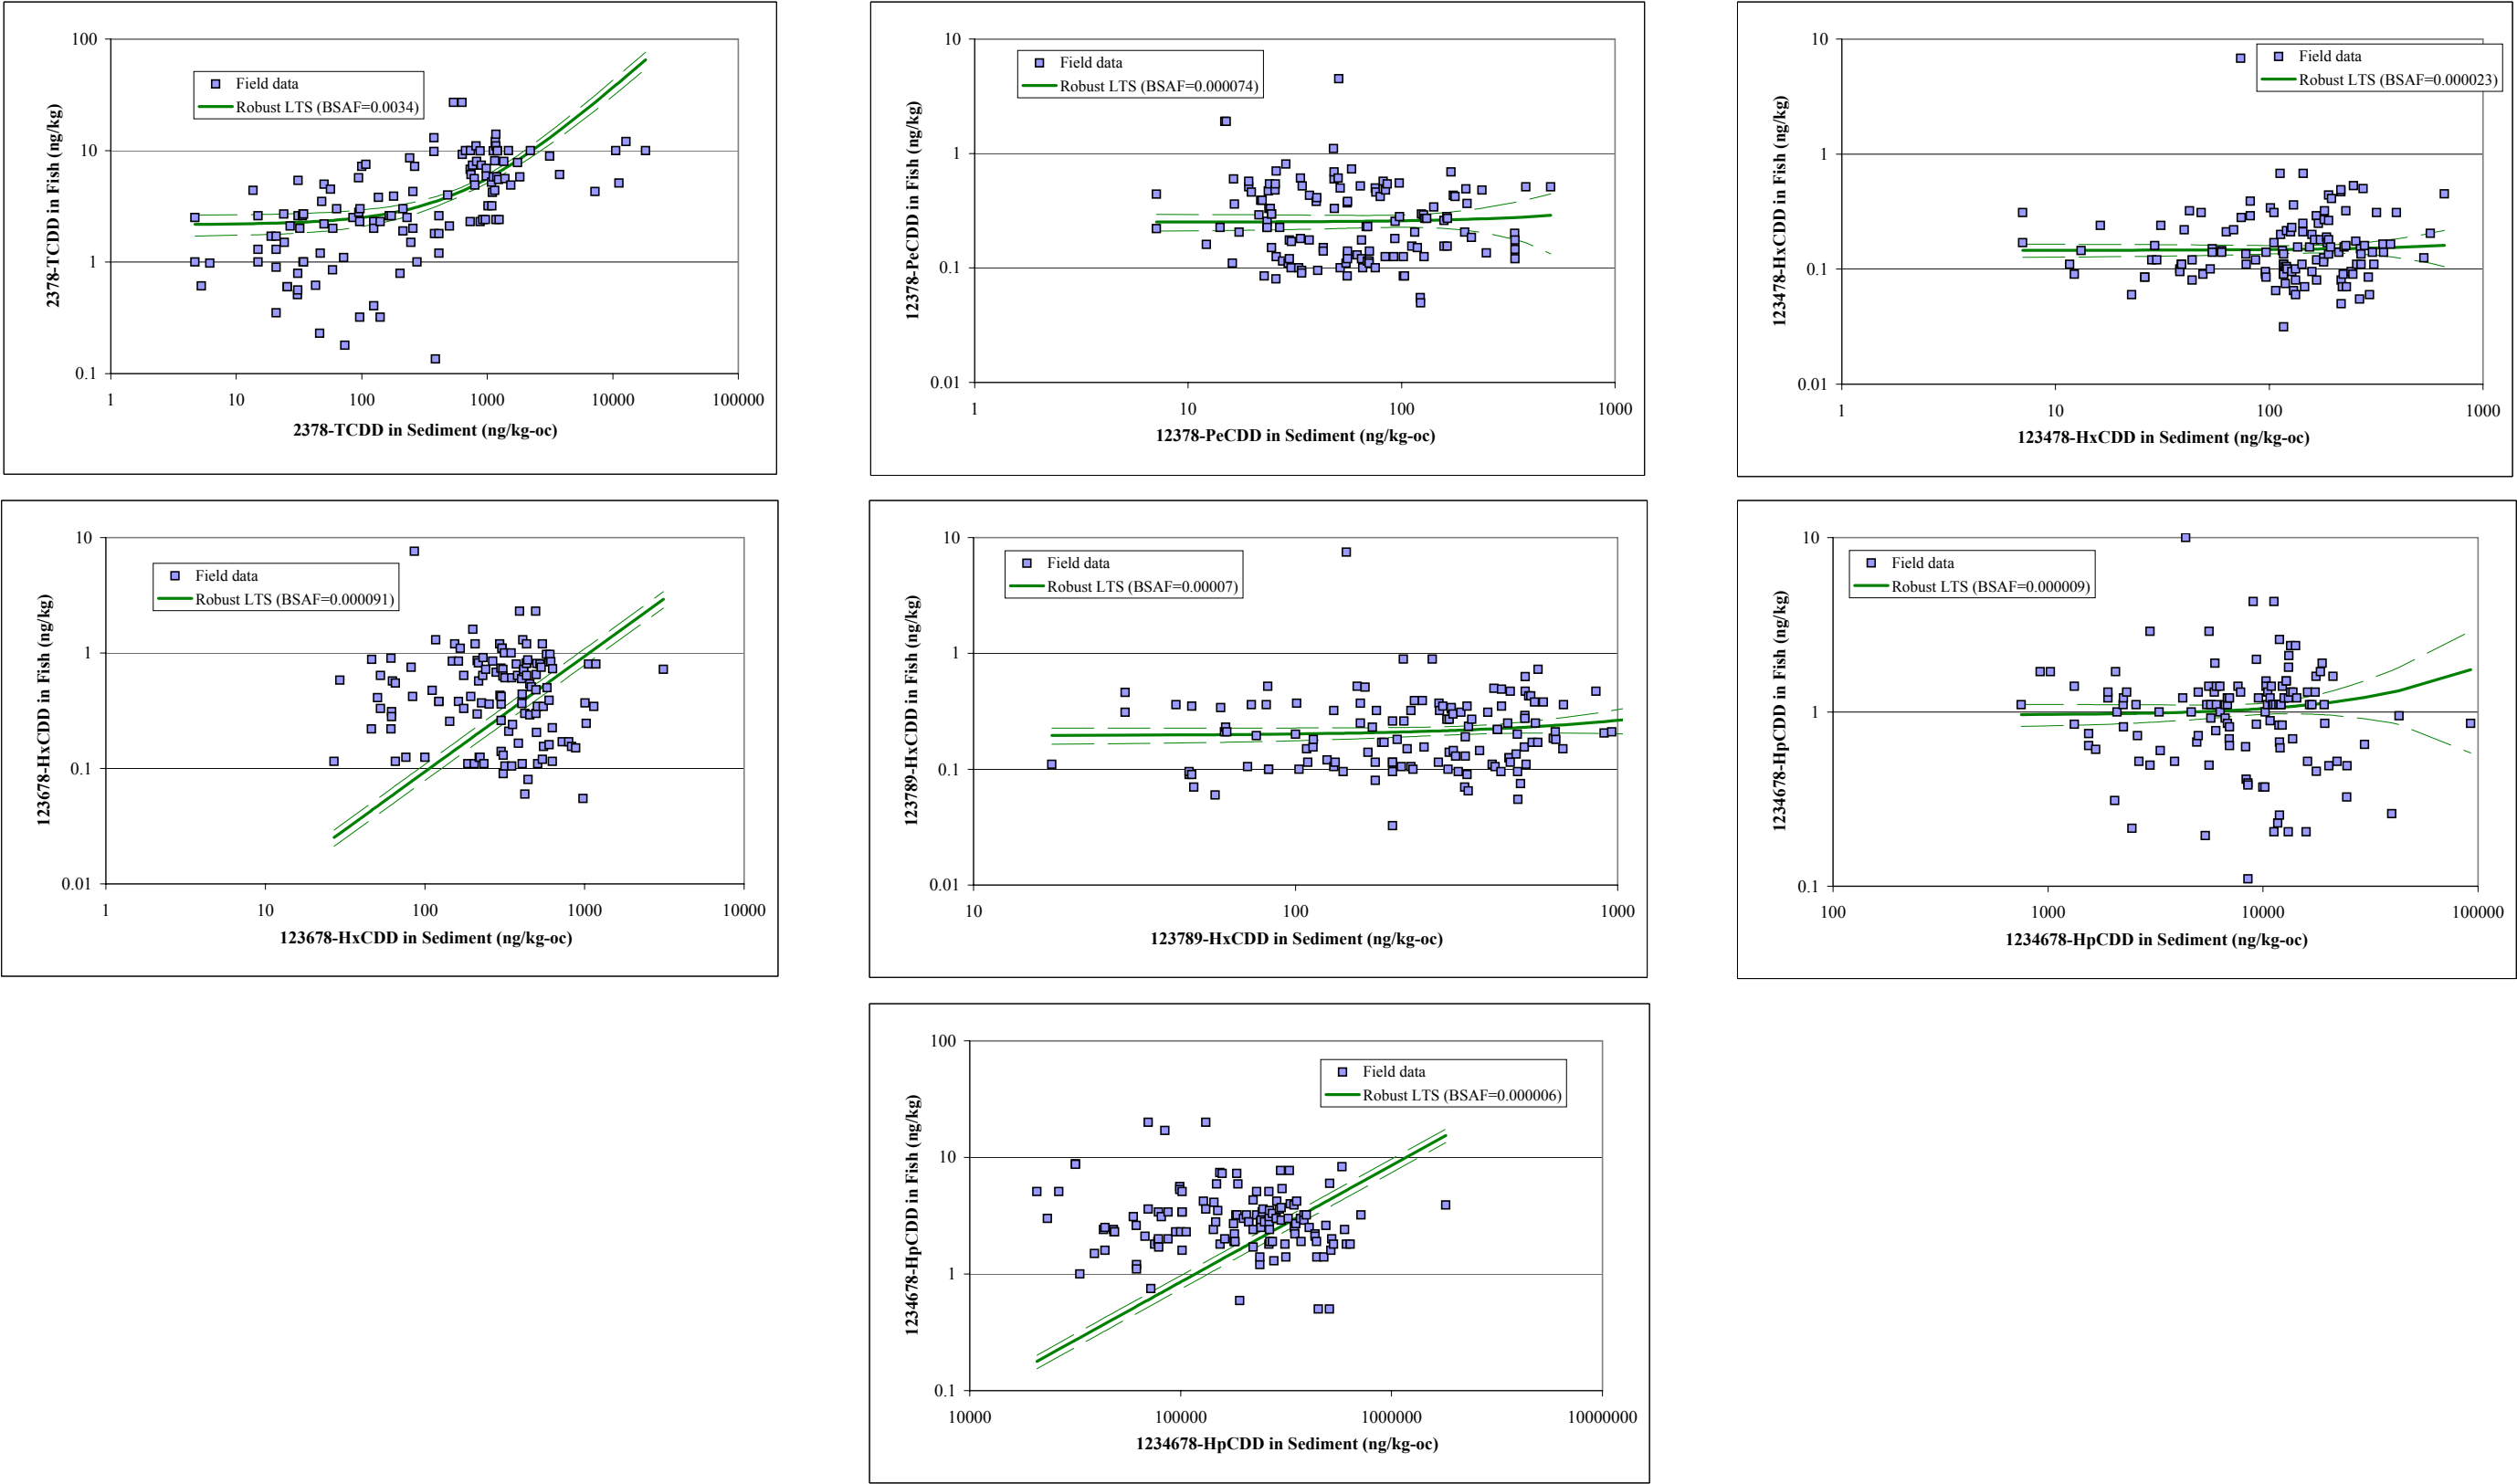 100
10
1
0.1
1
10
100
1000
10000
100000
2378-TCDD in Fish (ng/kg)
2378-TCDD in Sediment (ng/kg-oc)
Field data
Robust LTS (BSAF=0.0034)
10
1
0.1
0.01
1
10
100
1000
12378-PeCDD in Fish (ng/kg)
12378-PeCDD in Sediment (ng/kg-oc)
Field data
Robust LTS (BSAF=0.000074)
10
1
0.1
0.01
1
10
100
1000
123478-HxCDD in Fish (ng/kg)
123478-HxCDD in Sediment (ng/kg-oc)
Field data
Robust LTS (BSAF=0.000023)
10
1
0.1
0.01
1
10
100
1000
10000
123678-HxCDD in Fish (ng/kg)
123678-HxCDD in Sediment (ng/kg-oc)
Field data
Robust LTS (BSAF=0.000091)
10
1
0.1
0.01
10
100
1000
123789-HxCDD in Fish (ng/kg)
123789-HxCDD in Sediment (ng/kg-oc)
Field data
Robust LTS (BSAF=0.00007)
10
1
0.1
100
1000
10000
100000
1234678-HpCDD in Fish (ng/kg)
1234678-HpCDD in Sediment (ng/kg-oc)
Field data
Robust LTS (BSAF=0.000009)
100
10
1
0.1
10000
100000
1000000
10000000
1234678-HpCDD in Fish (ng/kg)
1234678-HpCDD in Sediment (ng/kg-oc)
Field data
Robust LTS (BSAF=0.000006)